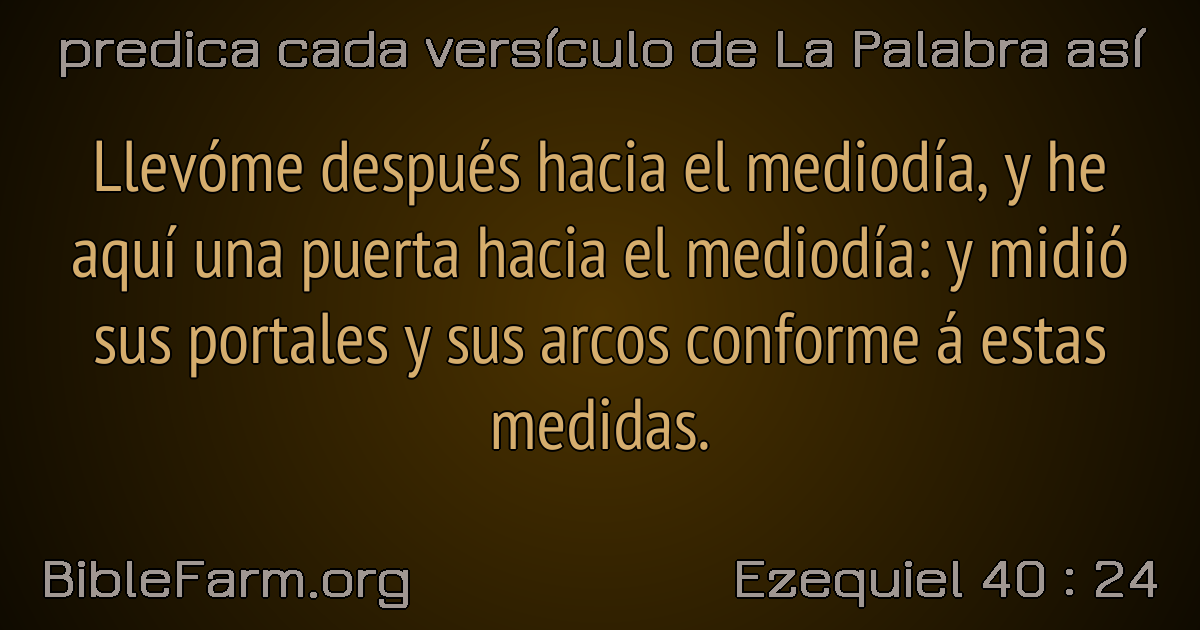 predica cada versículo de La Palabra así
Llevóme después hacia el mediodía, y he
aquí una puerta hacia el mediodía: y midió
sus portales y sus arcos conforme á estas
medidas.
BibleFarm.org
Ezequiel 40 : 24